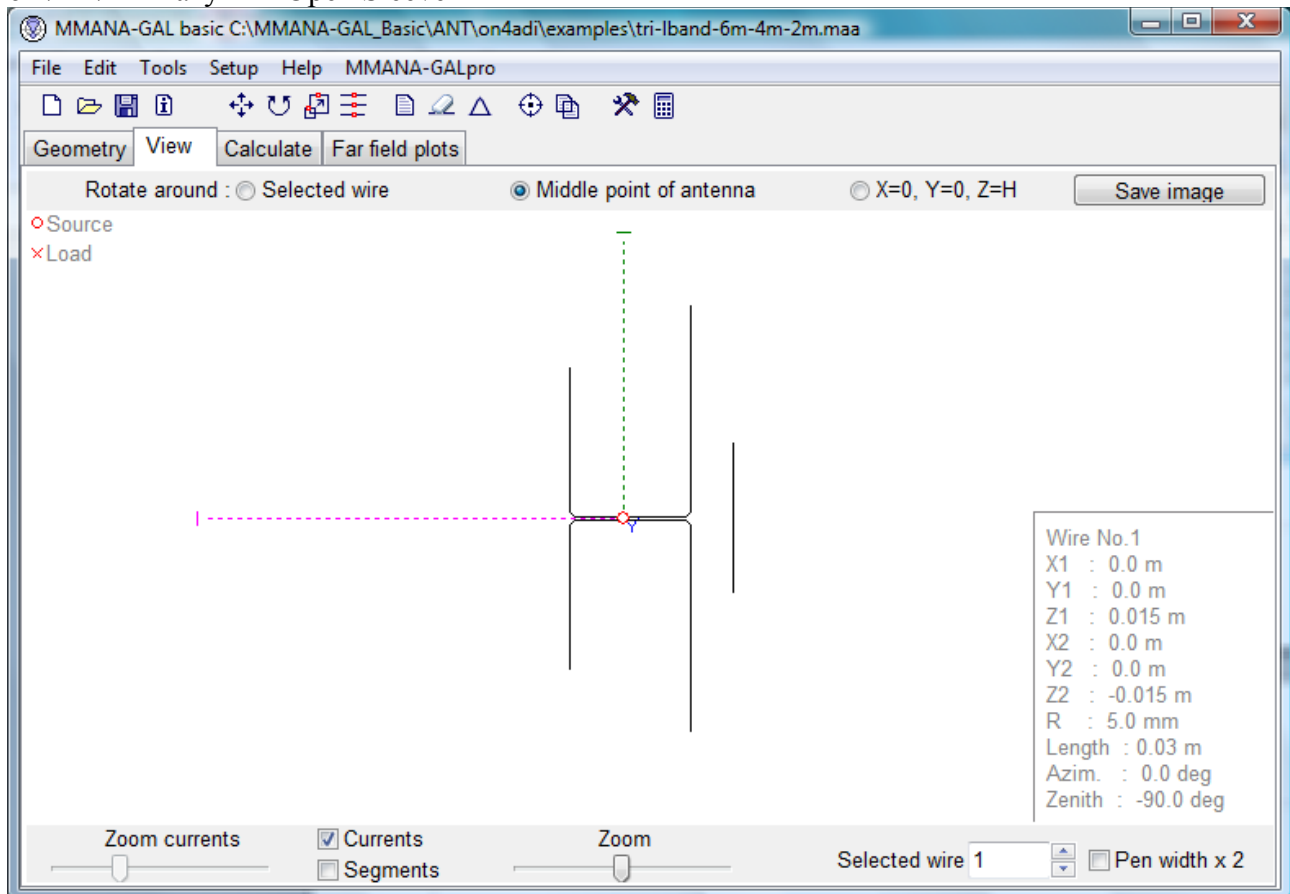 MMANA-GAL basic C:\MMANA-GAL_Basic\ANT\on4adi\examples\tri-lband-6m-4m-2m.maa
File Edit Tools Setup Help MMANA-GALpro
Geometry View Calculate Far field plots
Rotate around : Selected wire Middle point of antenna X=0, Y=0, Z=H Save image
Source
Load
Y
Wire No.1
X1 : 0.0 m
Y1 : 0.0 m
Z1 : 0.015 m
X2 : 0.0 m
Y2 : 0.0 m
Z2 : -0.015 m
R : 5.0 mm
Length : 0.03 m
Azim. : 0.0 deg
Zenith : -90.0 deg
Zoom currents Currents Zoom
Segments Selected wire 1 Pen width x 2